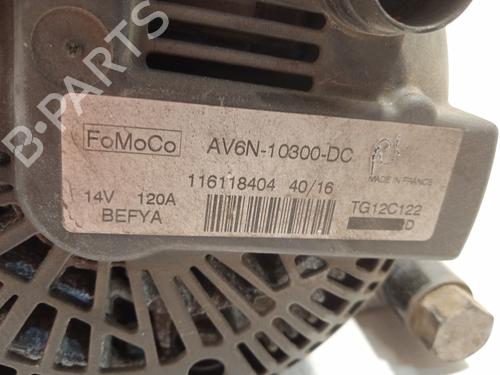 B-PARTS
FoMoCo
AV6N-10300-DC
MADE IN FRANCE
116118404 40/16
14V 120A
BEFYA
TG12C122
D